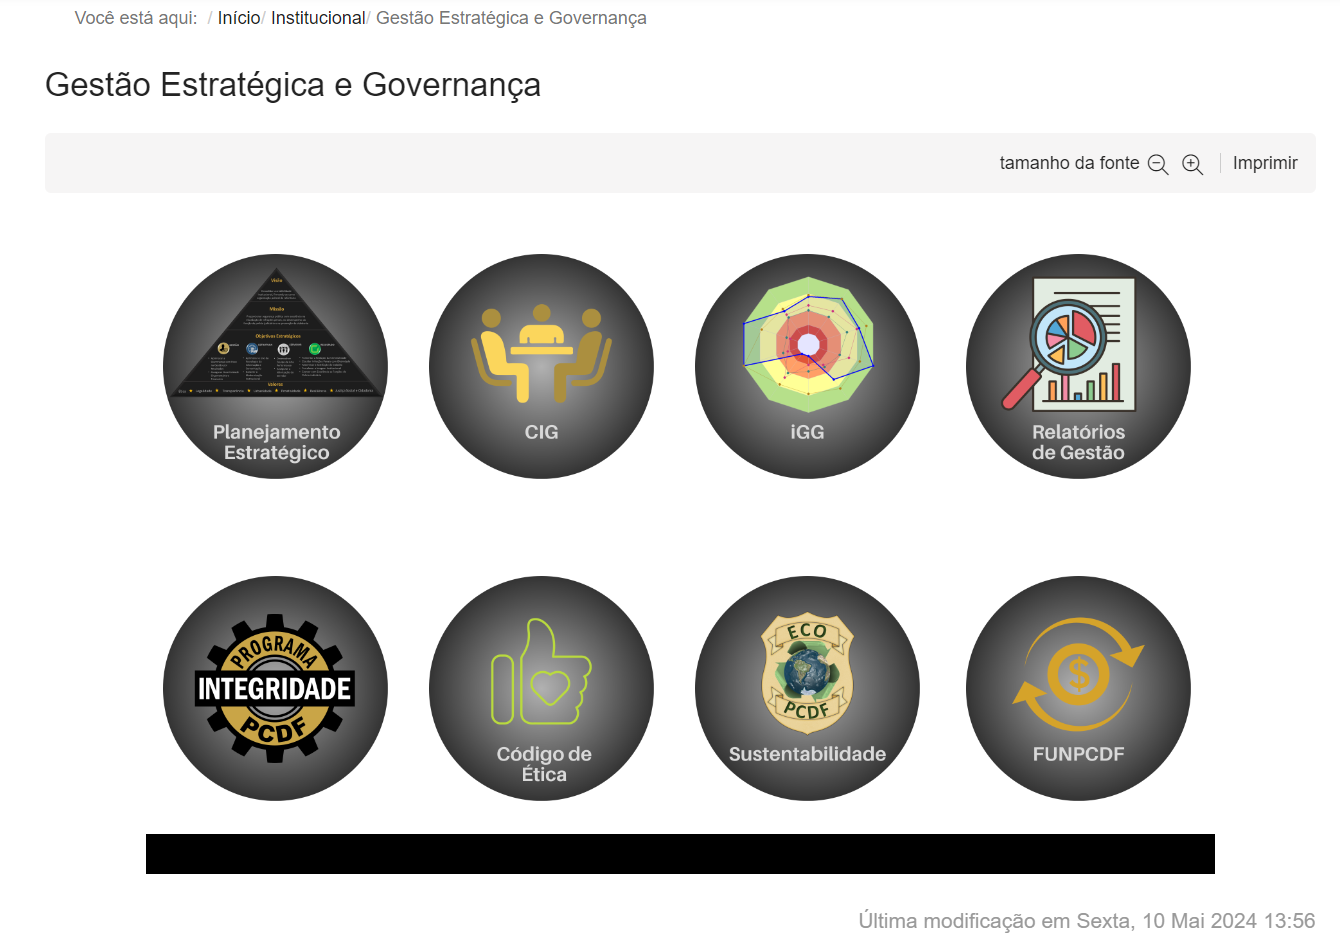 Você está aqui: / Início/ Institucional/ Gestão Estratégica e Governança
Gestão Estratégica e Governança
tamanho da fonte
Imprimir
Visão
Missão
Objetivos Estratégicos
Valores
Planejamento
Estratégico
CIG
iGG
Relatórios
de Gestão
PROGRAMA
INTEGRIDADE
PCDF
Código de
Ética
ECO
PCDF
Sustentabilidade
$
FUNPCDF
Última modificação em Sexta, 10 Mai 2024 13:56